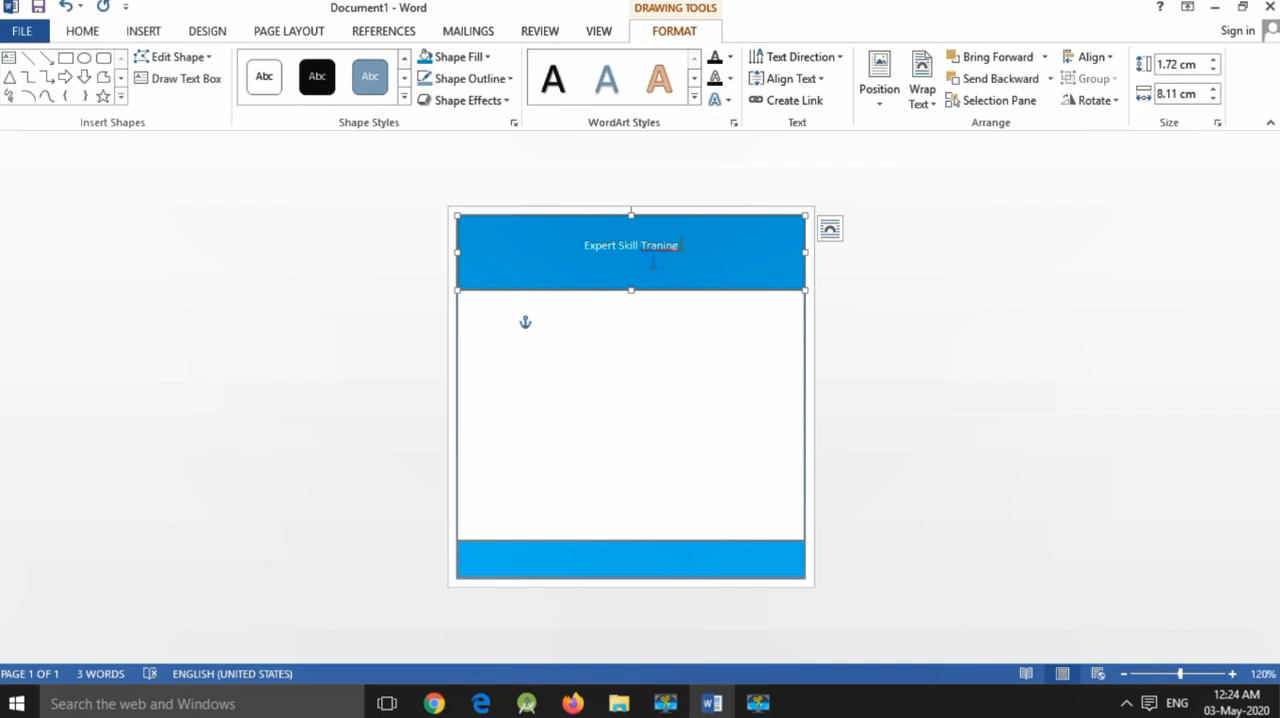 Document1 - Word
DRAWING TOOLS
FILE HOME INSERT DESIGN PAGE LAYOUT REFERENCES MAILINGS REVIEW VIEW FORMAT Sign in
Edit Shape
Draw Text Box
Insert Shapes
Abc Abc Abc
Shape Fill
Shape Outline
Shape Effects
Shape Styles
A A A
WordArt Styles
Text Direction
Align Text
Create Link
Text
Position
Wrap
Text
Bring Forward
Send Backward
Selection Pane
Align
Group
Rotate
Arrange
1.72 cm
8.11 cm
Size
Expert Skill Traning
PAGE 1 OF 1 3 WORDS ENGLISH (UNITED STATES) 120%
Search the web and Windows
ENG
12:24 AM
03-May-2020